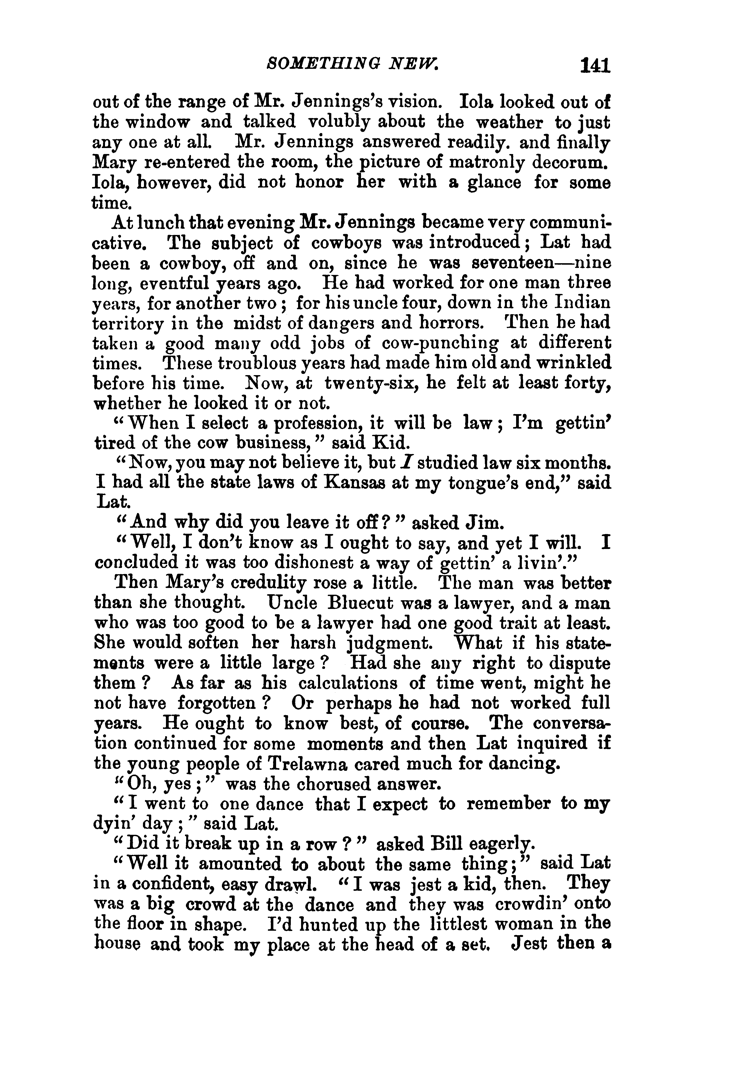 SOMETHING NEW. 141
out of the range of Mr. Jennings's vision. Iola looked out of
the window and talked volubly about the weather to just
any one at all. Mr. Jennings answered readily. and finally
Mary re-entered the room, the picture of matronly decorum.
Iola, however, did not honor her with a glance for some
time.
At lunch that evening Mr. Jennings became very communi-
cative. The subject of cowboys was introduced; Lat had
been a cowboy, off and on, since he was seventeen—nine
long, eventful years ago. He had worked for one man three
years, for another two; for his uncle four, down in the Indian
territory in the midst of dangers and horrors. Then he had
taken a good many odd jobs of cow-punching at different
times. These troublous years had made him old and wrinkled
before his time. Now, at twenty-six, he felt at least forty,
whether he looked it or not.
"When I select a profession, it will be law; I'm gettin'
tired of the cow business," said Kid.
"Now, you may not believe it, but I studied law six months.
I had all the state laws of Kansas at my tongue's end," said
Lat.
"And why did you leave it off?" asked Jim.
"Well, I don't know as I ought to say, and yet I will. I
concluded it was too dishonest a way of gettin' a livin'."
Then Mary's credulity rose a little. The man was better
than she thought. Uncle Bluecut was a lawyer, and a man
who was too good to be a lawyer had one good trait at least.
She would soften her harsh judgment. What if his state-
ments were a little large? Had she any right to dispute
them? As far as his calculations of time went, might he
not have forgotten? Or perhaps he had not worked full
years. He ought to know best, of course. The conversa-
tion continued for some moments and then Lat inquired if
the young people of Trelawna cared much for dancing.
"Oh, yes;" was the chorused answer.
"I went to one dance that I expect to remember to my
dyin' day;" said Lat.
"Did it break up in a row?" asked Bill eagerly.
"Well it amounted to about the same thing;" said Lat
in a confident, easy drawl. "I was jest a kid, then. They
was a big crowd at the dance and they was crowdin' onto
the floor in shape. I'd hunted up the littlest woman in the
house and took my place at the head of a set. Jest then a